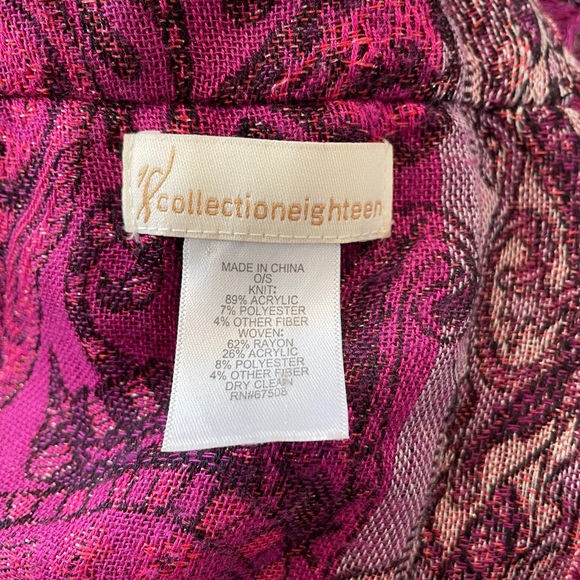 18 collectioneighteen
MADE IN CHINA
O/S
KNIT:
89% ACRYLIC
7% POLYESTER
4% OTHER FIBER
WOVEN:
62% RAYON
26% ACRYLIC
8% POLYESTER
4% OTHER FIBER
DRY CLEAN
RN#67508